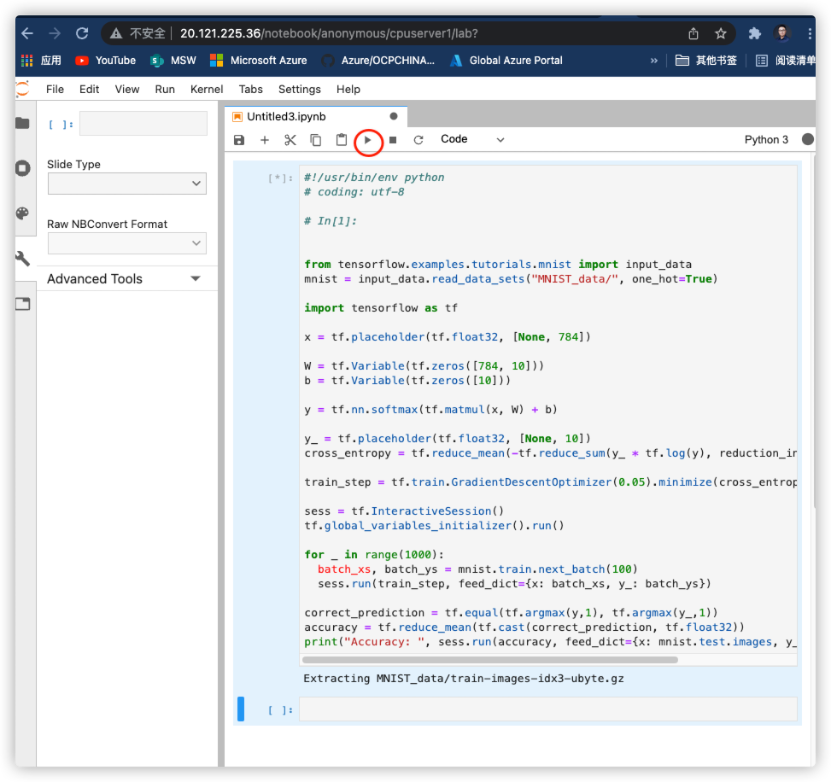 不安全 20.121.225.36/notebook/anonymous/cpuserver1/lab?
应用 YouTube MSW Microsoft Azure Azure/OCPCHINA... Global Azure Portal » 其他书签 阅读清单
File Edit View Run Kernel Tabs Settings Help
[ ]:
Slide Type
Raw NBConvert Format
Advanced Tools
Untitled3.ipynb
Code Python 3
[*]: #!/usr/bin/env python
# coding: utf-8
# In[1]:
from tensorflow.examples.tutorials.mnist import input_data
mnist = input_data.read_data_sets("MNIST_data/", one_hot=True)
import tensorflow as tf
x = tf.placeholder(tf.float32, [None, 784])
W = tf.Variable(tf.zeros([784, 10]))
b = tf.Variable(tf.zeros([10]))
y = tf.nn.softmax(tf.matmul(x, W) + b)
y_ = tf.placeholder(tf.float32, [None, 10])
cross_entropy = tf.reduce_mean(-tf.reduce_sum(y_ * tf.log(y), reduction_in
train_step = tf.train.GradientDescentOptimizer(0.05).minimize(cross_entrop
sess = tf.InteractiveSession()
tf.global_variables_initializer().run()
for _ in range(1000):
batch_xs, batch_ys = mnist.train.next_batch(100)
sess.run(train_step, feed_dict={x: batch_xs, y_: batch_ys})
correct_prediction = tf.equal(tf.argmax(y,1), tf.argmax(y_,1))
accuracy = tf.reduce_mean(tf.cast(correct_prediction, tf.float32))
print("Accuracy: ", sess.run(accuracy, feed_dict={x: mnist.test.images, y_
Extracting MNIST_data/train-images-idx3-ubyte.gz
[ ]: